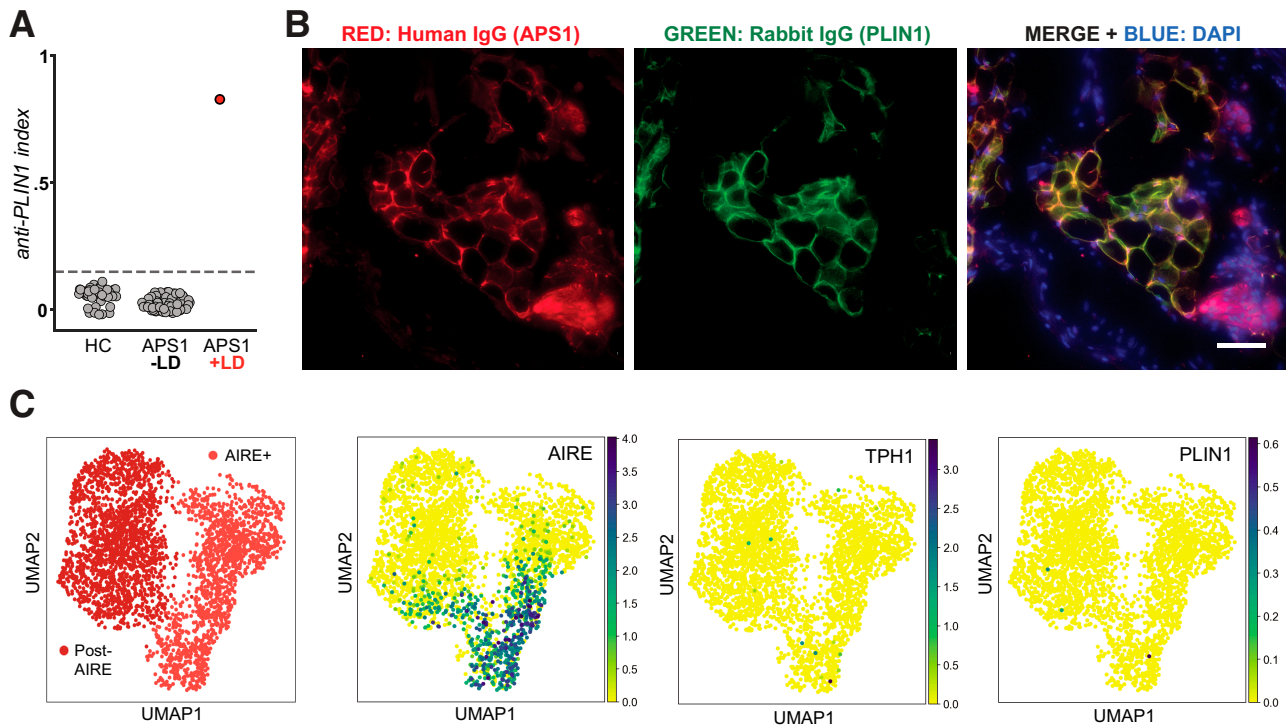 A
anti-PLIN1 index
1
.5
0
HC
APS1
-LD
APS1
+LD
B
RED: Human IgG (APS1)
GREEN: Rabbit IgG (PLIN1)
MERGE + BLUE: DAPI
C
UMAP2
AIRE+
Post-
AIRE
UMAP1
UMAP2
AIRE
UMAP1
4.0
3.5
3.0
2.5
2.0
1.5
1.0
0.5
0.0
UMAP2
TPH1
UMAP1
3.0
2.5
2.0
1.5
1.0
0.5
0.0
UMAP2
PLIN1
UMAP1
0.6
0.5
0.4
0.3
0.2
0.1
0.0